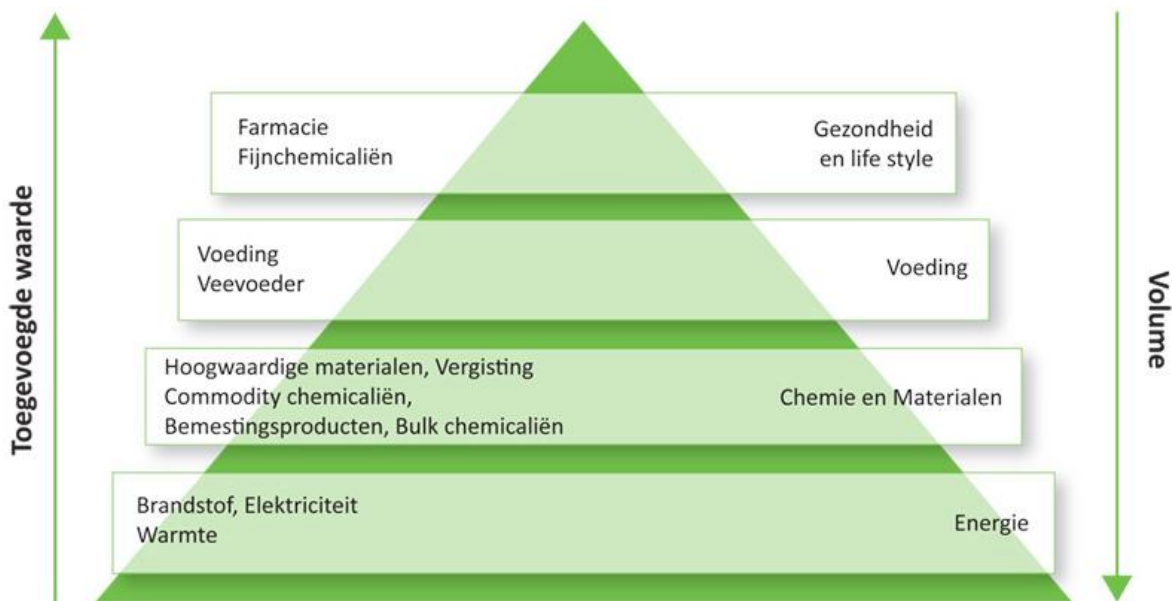 Toegevoegde waarde
Farmacie
Fijnchemicaliën
Gezondheid
en life style
Voeding
Veevoeder
Voeding
Hoogwaardige materialen, Vergisting
Commodity chemicaliën,
Bemestingsproducten, Bulk chemicaliën
Chemie en Materialen
Brandstof, Elektriciteit
Warmte
Energie
Volume